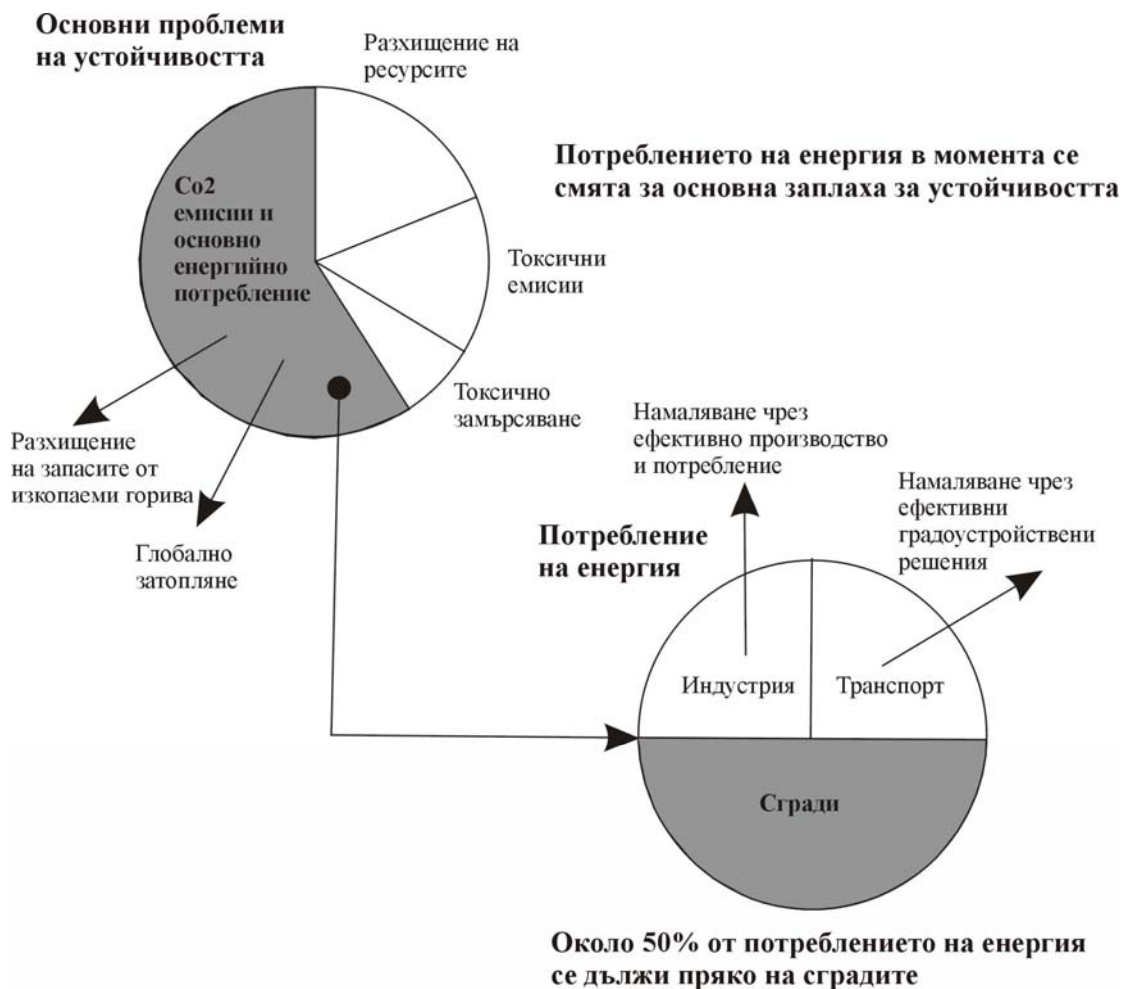 Основни проблеми
на устойчивостта
Разхищение на
ресурсите
Потреблението на енергия в момента се
смята за основна заплаха за устойчивостта
Со2
емисии и
основно
енергийно
потребление
Токсични
емисии
Токсично
замърсяване
Разхищение
на запасите от
изкопаеми горива
Глобално
затопляне
Намаляване чрез
ефективно производство
и потребление
Намаляване чрез
ефективни
градоустройствени
решения
Потребление
на енергия
Индустрия
Транспорт
Сгради
Около 50% от потреблението на енергия
се дължи пряко на сградите